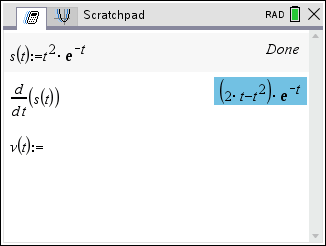 Scratchpad RAD
s(t):=t²·e⁻ᵗ Done
d/dt(s(t)) (2·t−t²)·e⁻ᵗ
v(t):=